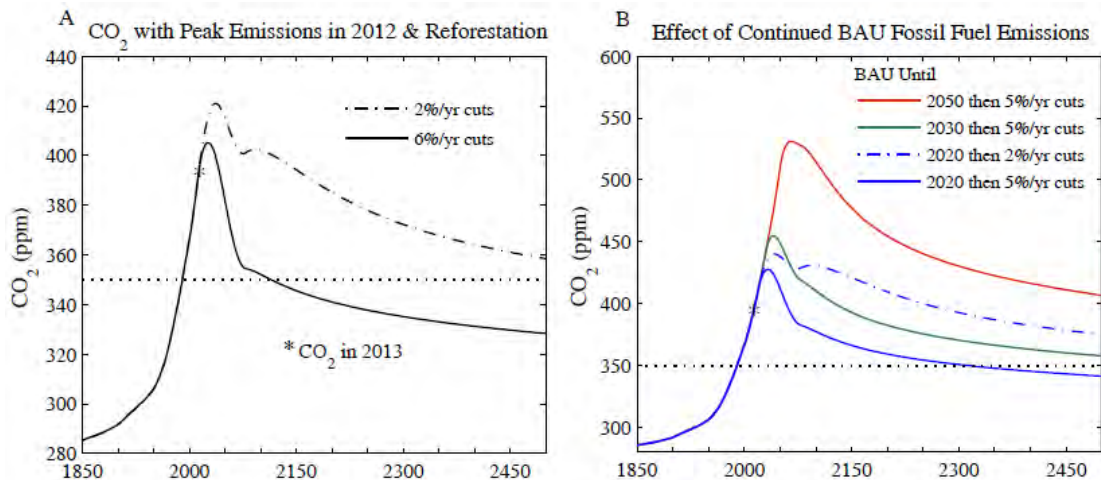 A
CO2 with Peak Emissions in 2012 & Reforestation
440
420
400
380
360
340
320
300
280
CO2 (ppm)
2%/yr cuts
6%/yr cuts
*
* CO2 in 2013
1850
2000
2150
2300
2450
B
Effect of Continued BAU Fossil Fuel Emissions
600
550
500
450
400
350
300
CO2 (ppm)
BAU Until
2050 then 5%/yr cuts
2030 then 5%/yr cuts
2020 then 2%/yr cuts
2020 then 5%/yr cuts
*
1850
2000
2150
2300
2450